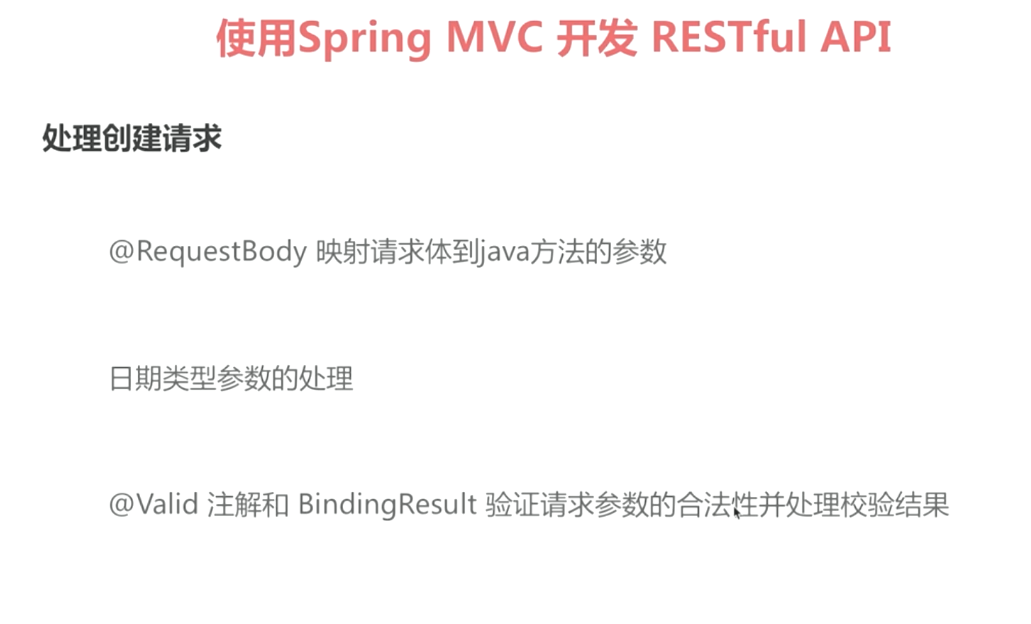 使用Spring MVC 开发 RESTful API
处理创建请求
@RequestBody 映射请求体到java方法的参数
日期类型参数的处理
@Valid 注解和 BindingResult 验证请求参数的合法性并处理校验结果